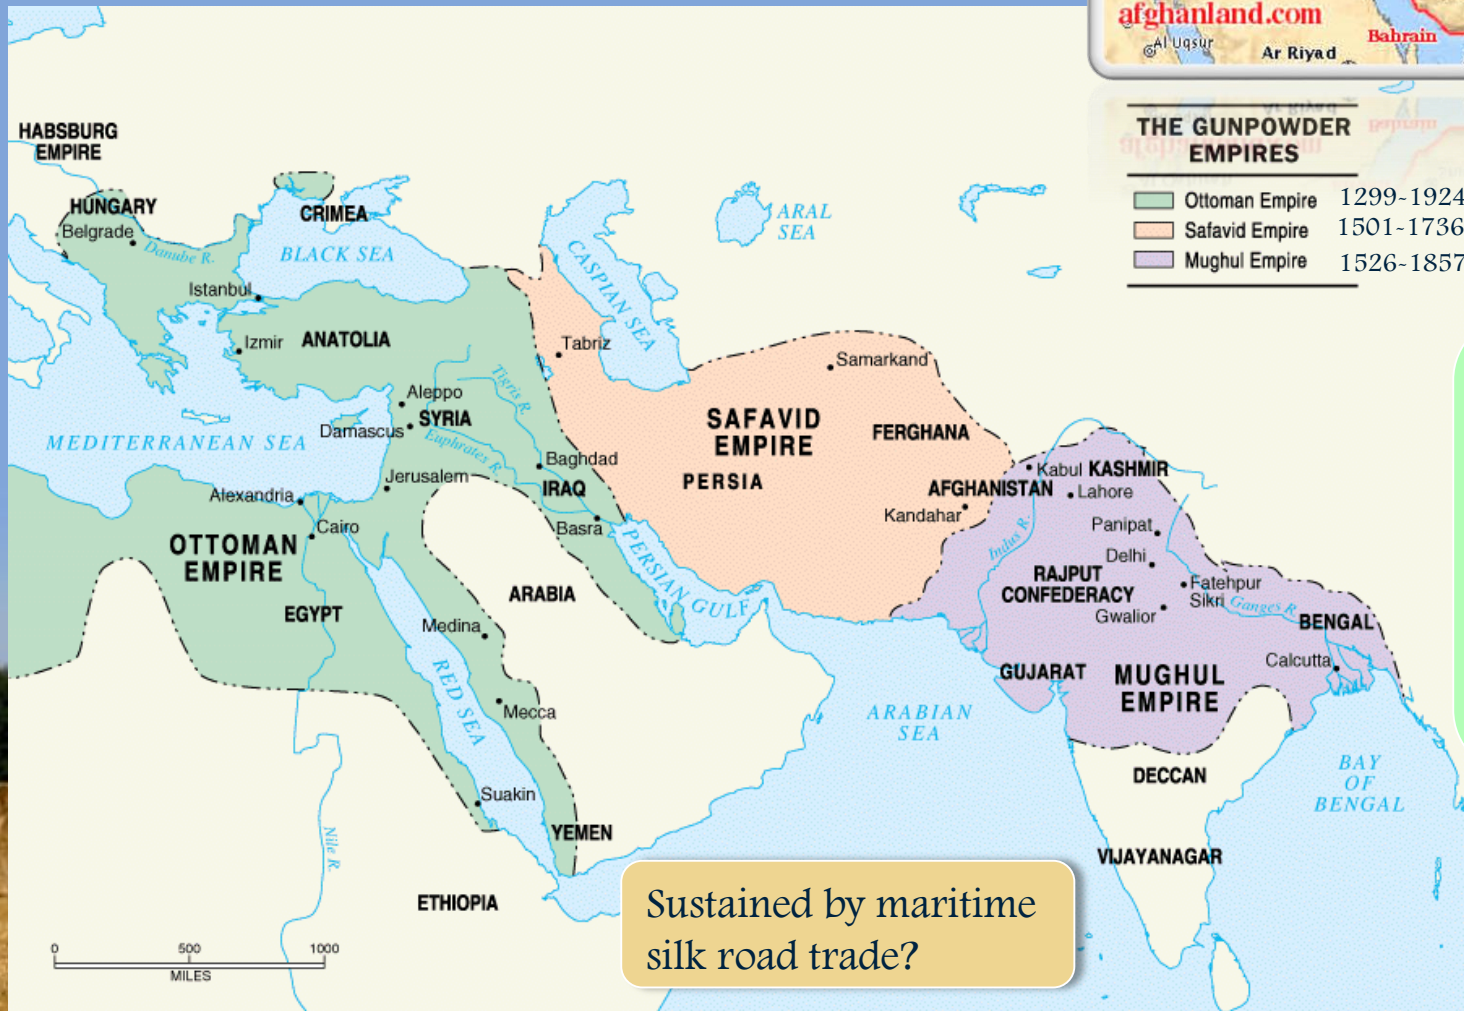 afghanland.com
Al Uqsur
Ar Riyad
Bahrain
THE GUNPOWDER
EMPIRES
Ottoman Empire 1299-1924
Safavid Empire 1501-1736
Mughul Empire 1526-1857
HABSBURG
EMPIRE
HUNGARY
Belgrade
Danube R.
CRIMEA
BLACK SEA
Istanbul
Izmir
ANATOLIA
ARAL
SEA
CASPIAN SEA
Tabriz
Samarkand
Aleppo
SYRIA
Damascus
Tigris R.
Euphrates R.
MEDITERRANEAN SEA
SAFAVID
EMPIRE
PERSIA
FERGHANA
Baghdad
IRAQ
Basra
Jerusalem
Alexandria
Cairo
OTTOMAN
EMPIRE
EGYPT
Kabul
KASHMIR
AFGHANISTAN
Lahore
Kandahar
Indus R.
Panipat
Delhi
RAJPUT
CONFEDERACY
Fatehpur
Sikri
Ganges R.
Gwalior
BENGAL
Calcutta
PERSIAN GULF
ARABIA
Medina
RED SEA
Mecca
GUJARAT
MUGHUL
EMPIRE
ARABIAN
SEA
DECCAN
BAY
OF
BENGAL
Suakin
YEMEN
Nile R.
VIJAYANAGAR
ETHIOPIA
Sustained by maritime
silk road trade?
0 500 1000
MILES